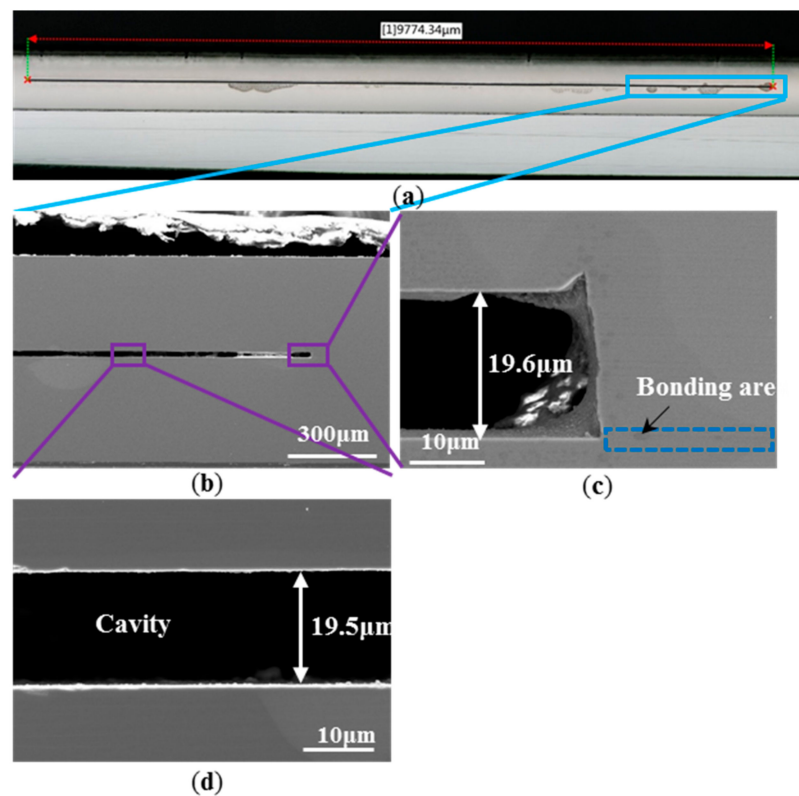 [1]9774.34μm
(a)
300μm
(b)
19.6μm
Bonding are
10μm
(c)
Cavity
19.5μm
10μm
(d)